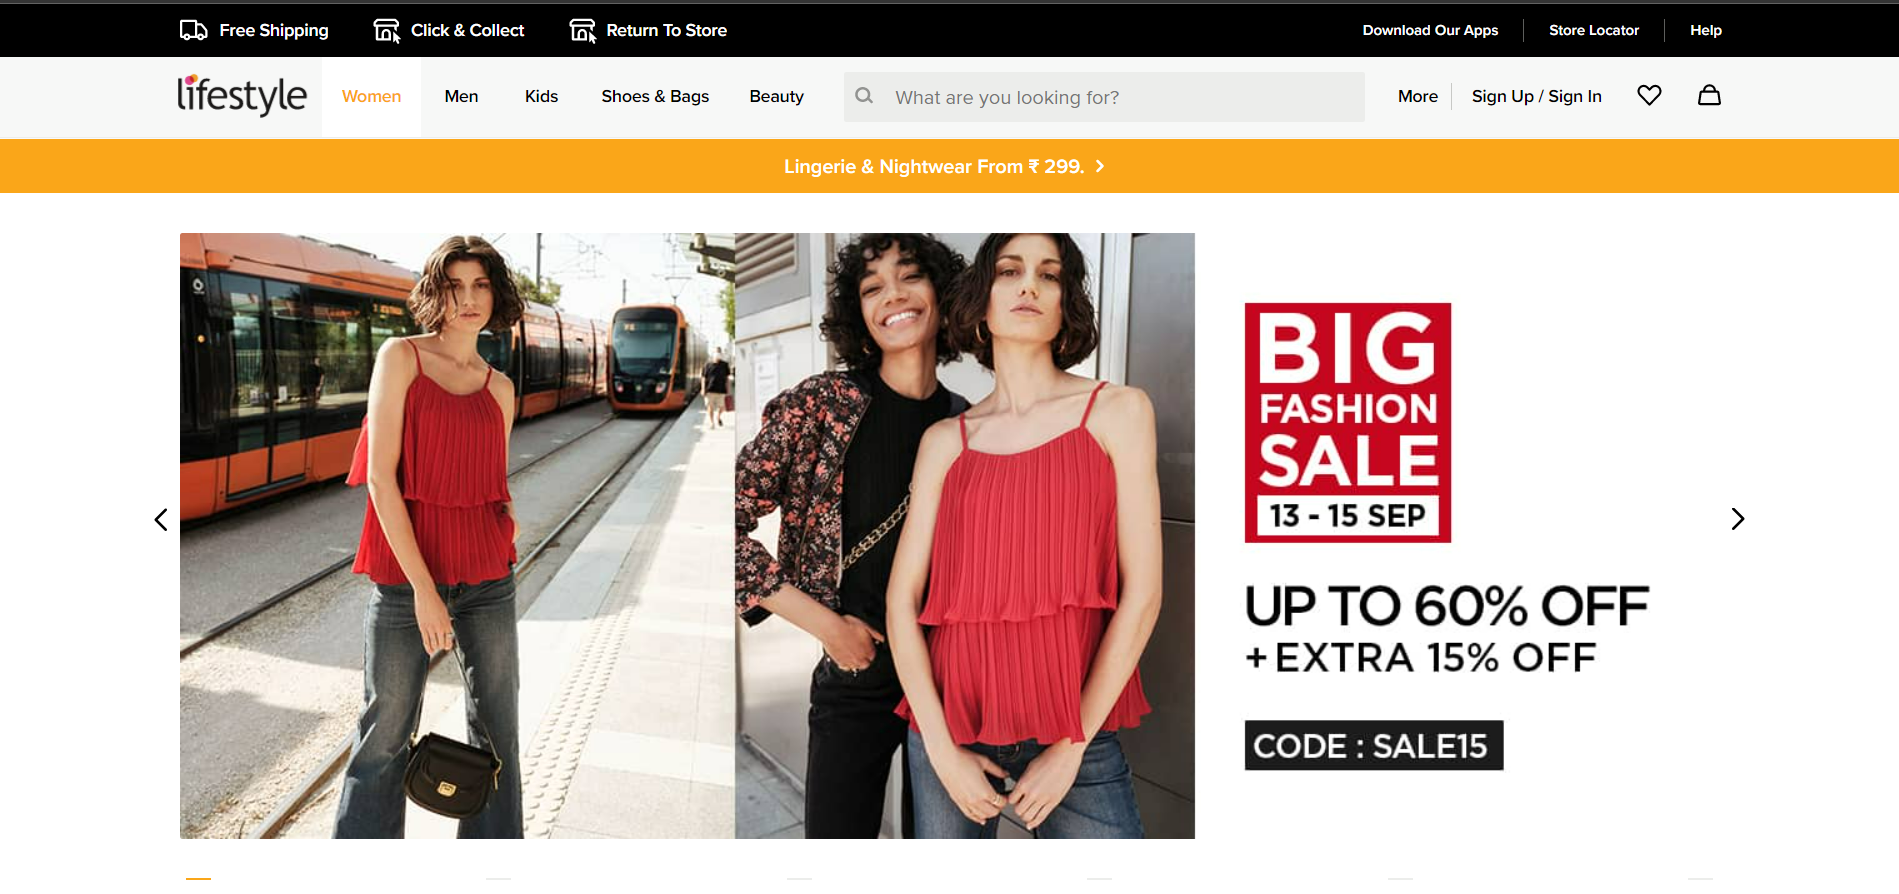 Free Shipping
Click & Collect
Return To Store
Download Our Apps
Store Locator
Help
lifestyle
Women
Men
Kids
Shoes & Bags
Beauty
What are you looking for?
More
Sign Up / Sign In
Lingerie & Nightwear From ₹ 299.
BIG
FASHION
SALE
13 - 15 SEP
UP TO 60% OFF
+ EXTRA 15% OFF
CODE : SALE15